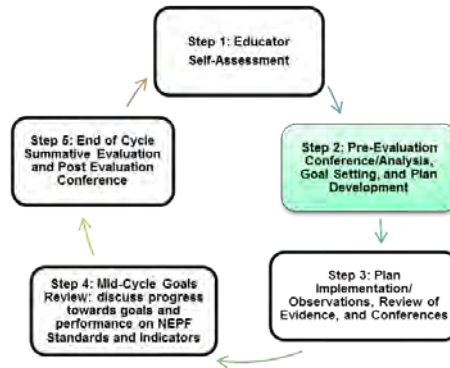 Step 1: Educator
Self-Assessment
Step 2: Pre-Evaluation
Conference/Analysis,
Goal Setting, and Plan
Development
Step 3: Plan
Implementation/
Observations, Review of
Evidence, and Conferences
Step 4: Mid-Cycle Goals
Review: discuss progress
towards goals and
performance on NEPF
Standards and Indicators
Step 5: End of Cycle
Summative Evaluation
and Post Evaluation
Conference